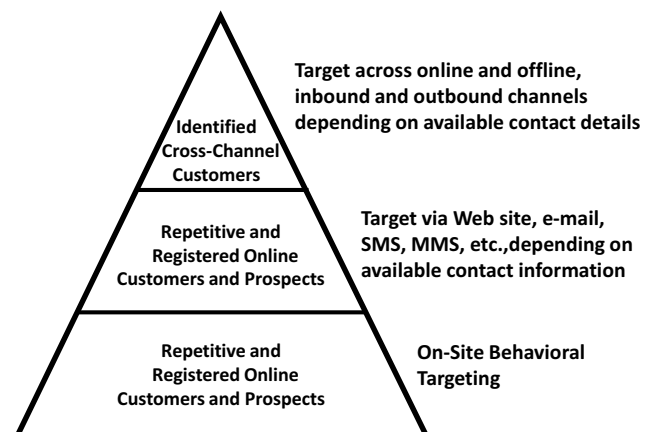 Target across online and offline,
inbound and outbound channels
depending on available contact details
Identified
Cross-Channel
Customers
Target via Web site, e-mail,
SMS, MMS, etc.,depending on
available contact information
Repetitive and
Registered Online
Customers and Prospects
On-Site Behavioral
Targeting
Repetitive and
Registered Online
Customers and Prospects